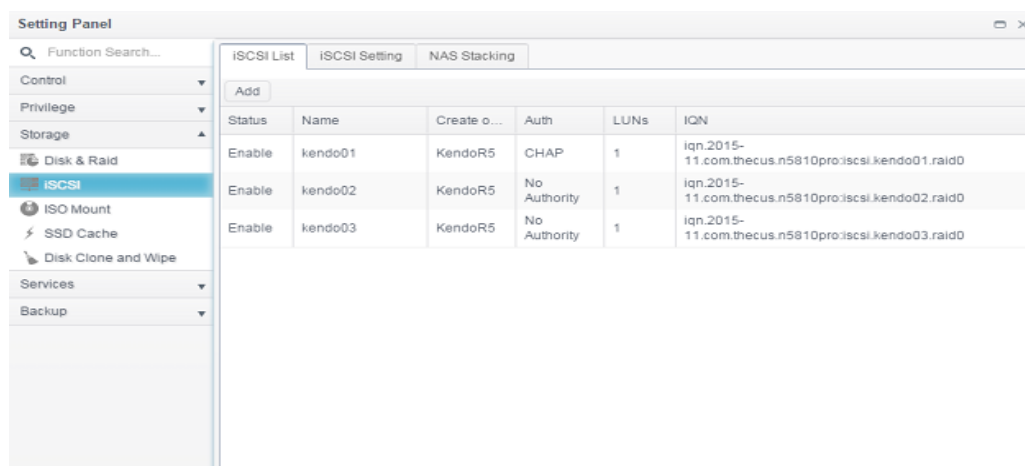 Setting Panel
Function Search...
Control
Privilege
Storage
Disk & Raid
iSCSI
ISO Mount
SSD Cache
Disk Clone and Wipe
Services
Backup
iSCSI List iSCSI Setting NAS Stacking
Add
Status Name Create o... Auth LUNs IQN
Enable kendo01 KendoR5 CHAP 1 iqn.2015-
11.com.thecus.n5810pro:iscsi.kendo01.raid0
Enable kendo02 KendoR5 No 1 iqn.2015-
Authority 11.com.thecus.n5810pro:iscsi.kendo02.raid0
Enable kendo03 KendoR5 No 1 iqn.2015-
Authority 11.com.thecus.n5810pro:iscsi.kendo03.raid0